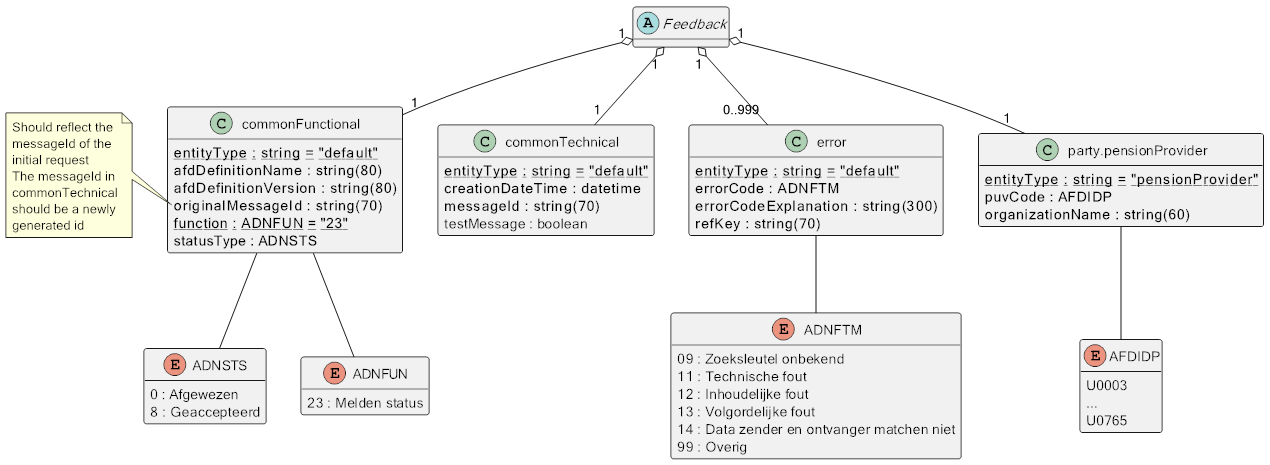 A Feedback
1
1
1
1
1
1
0..999
1
Should reflect the
messageId of the
initial request
The messageId in
commonTechnical
should be a newly
generated id
C commonFunctional
entityType : string = "default"
afdDefinitionName : string(80)
afdDefinitionVersion : string(80)
originalMessageId : string(70)
function : ADNFUN = "23"
statusType : ADNSTS
C commonTechnical
entityType : string = "default"
creationDateTime : datetime
messageId : string(70)
testMessage : boolean
C error
entityType : string = "default"
errorCode : ADNFTM
errorCodeExplanation : string(300)
refKey : string(70)
C party.pensionProvider
entityType : string = "pensionProvider"
puvCode : AFDIDP
organizationName : string(60)
E ADNSTS
0 : Afgewezen
8 : Geaccepteerd
E ADNFUN
23 : Melden status
E ADNFTM
09 : Zoeksleutel onbekend
11 : Technische fout
12 : Inhoudelijke fout
13 : Volgordelijke fout
14 : Data zender en ontvanger matchen niet
99 : Overig
E AFDIDP
U0003
...
U0765